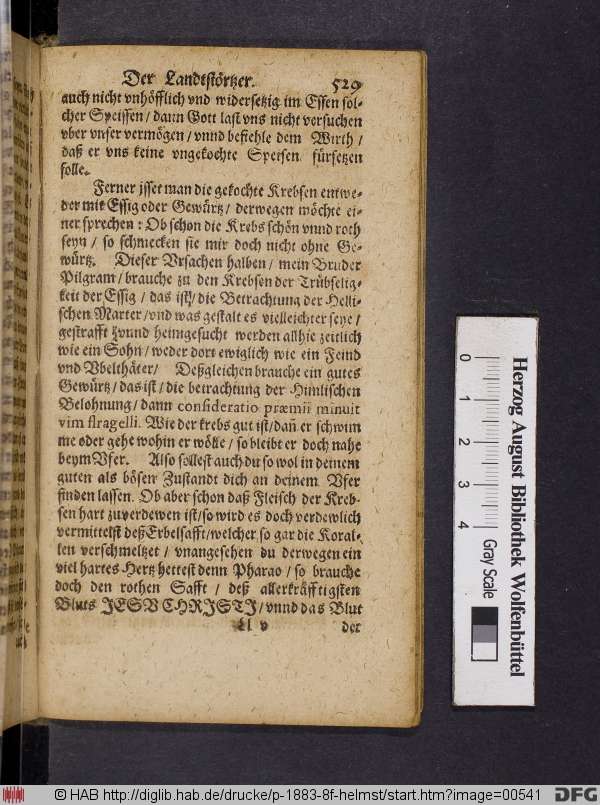 Der Landtstörtzer. 529
auch nicht vnhöfflich vnd widersetzig im Essen sol-
cher Speissen / dann Gott last vns nicht versuchen
vber vnser vermögen / vnnd befiehle dem Wirth /
daß er vns keine vngekochte Speisen fürsetzen
solle.
Ferner isset man die gekochte Krebsen entwe-
der mit Essig oder Gewürtz / derwegen möchte ei-
ner sprechen : Ob schon die Krebs schön vnnd roth
seyn / so schmecken sie mir doch nicht ohne Ge-
würtz. Dieser Vrsachen halben / mein Bruder
Pilgram / brauche zu den Krebsen der Trübselig-
keit der Essig / das ist / die Betrachtung der Helli-
schen Marter / vnd was gestalt es vielleichter seye /
gestrafft vnnd heimgesucht werden allhie zeitlich
wie ein Sohn / weder dort ewiglich wie ein Feind
vnd Vbelthäter / Deßgleichen brauche ein gutes
Gewürtz / das ist / die betrachtung der Himlischen
Belohnung / dann consideratio præmii minuit
vim flragelli. Wie der krebs gut ist / dañ er schwim
me oder gehe wohin er wölle / so bleibt er doch nahe
beym Vfer. Also sollest auch du so wol in deinem
guten als bösen Zustandt dich an deinem Vfer
finden lassen. Ob aber schon daß Fleisch der Kreb-
sen hart zuverdewen ist / so wird es doch verdewlich
vermittelst deß Erbelsafft / welcher so gar die Koral-
len verschmeltzet / vnangesehen du derwegen ein
viel hartes Hertz hettest denn Pharao / so brauche
doch den rothen Safft / deß allerkräfftigsten
Bluts JESV CHRISTJ / vnnd das Blut
Ll v der
0 1 2 3 4
Gray Scale
Herzog August Bibliothek Wolfenbüttel
© HAB http://diglib.hab.de/drucke/p-1883-8f-helmst/start.htm?image=00541
DFG